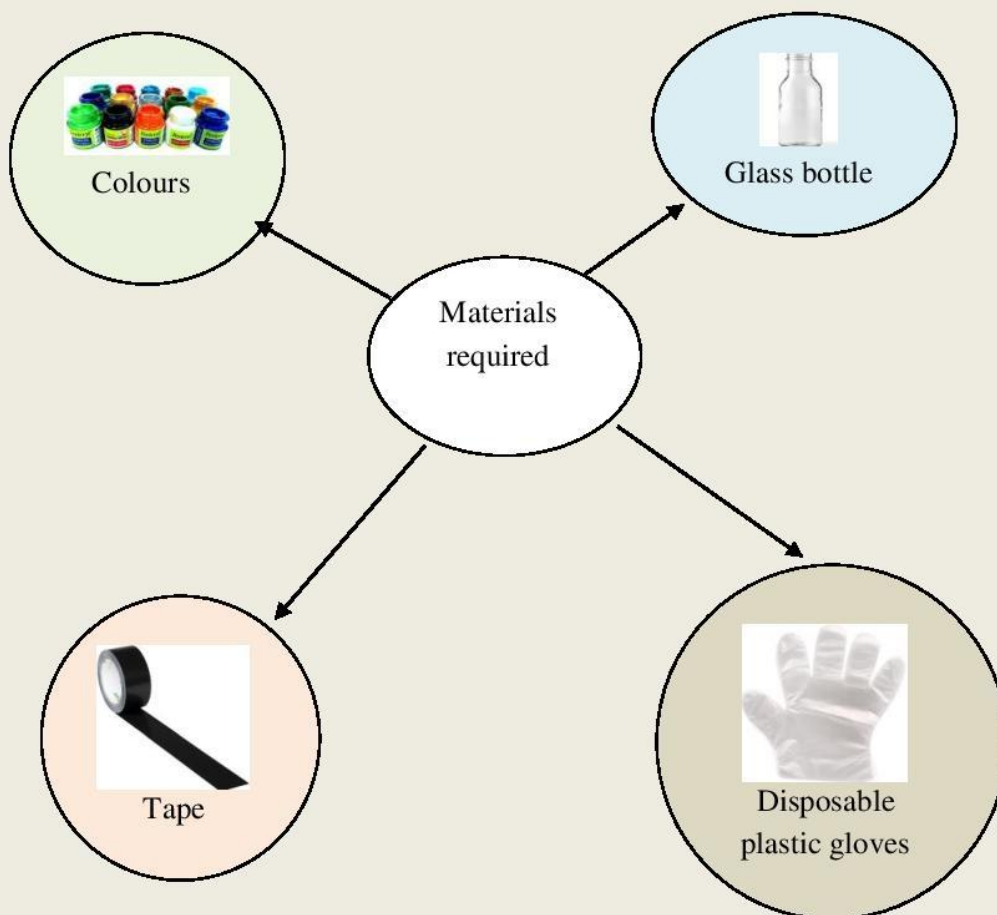 Colours
Glass bottle
Materials
required
Tape
Disposable
plastic gloves